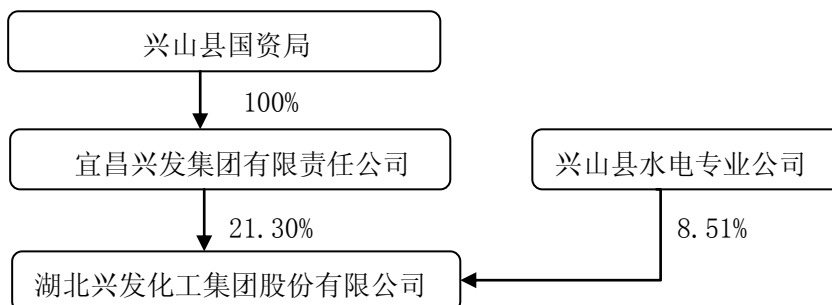 兴山县国资局
100%
宜昌兴发集团有限责任公司
兴山县水电专业公司
21.30%
8.51%
湖北兴发化工集团股份有限公司